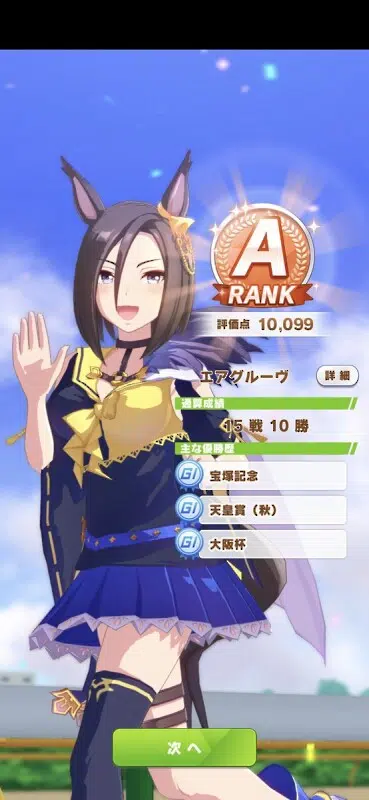 A
RANK
評価点 10,099
エアグルーヴ
詳細
通算成績
15 戦 10 勝
主な優勝歴
GI 宝塚記念
GI 天皇賞（秋）
GI 大阪杯
次へ